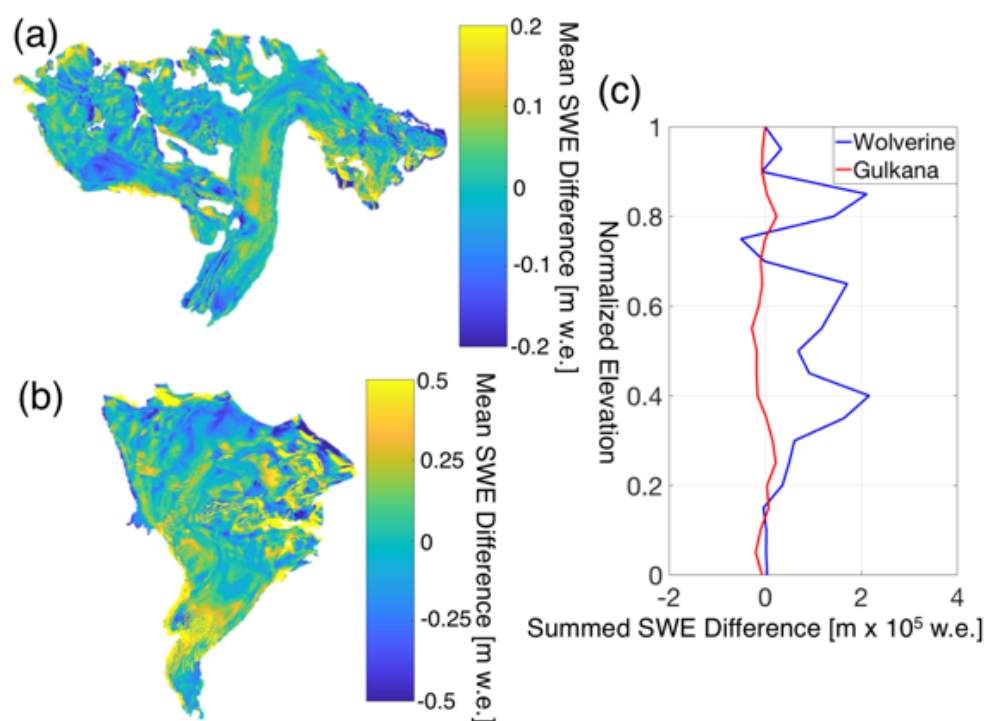 (a)
0.2
0.1
0
-0.1
-0.2
Mean SWE Difference [m w.e.]
(b)
0.5
0.25
0
-0.25
-0.5
Mean SWE Difference [m w.e.]
(c)
Wolverine
Gulkana
1
0.8
0.6
0.4
0.2
0
Normalized Elevation
-2
0
2
4
Summed SWE Difference [m x 10⁵ w.e.]